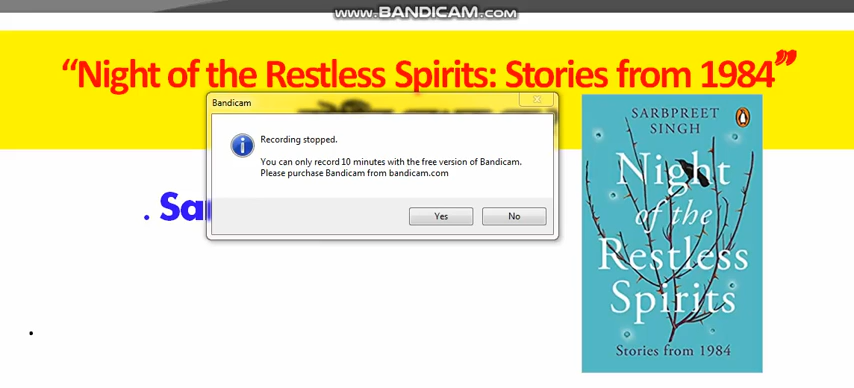 www.BANDICAM.com
“Night of the Restless Spirits: Stories from 1984”
Bandicam
Recording stopped.
You can only record 10 minutes with the free version of Bandicam.
Please purchase Bandicam from bandicam.com
Yes
No
SARBPREET
SINGH
Night
of the
Restless
Spirits
Stories from 1984